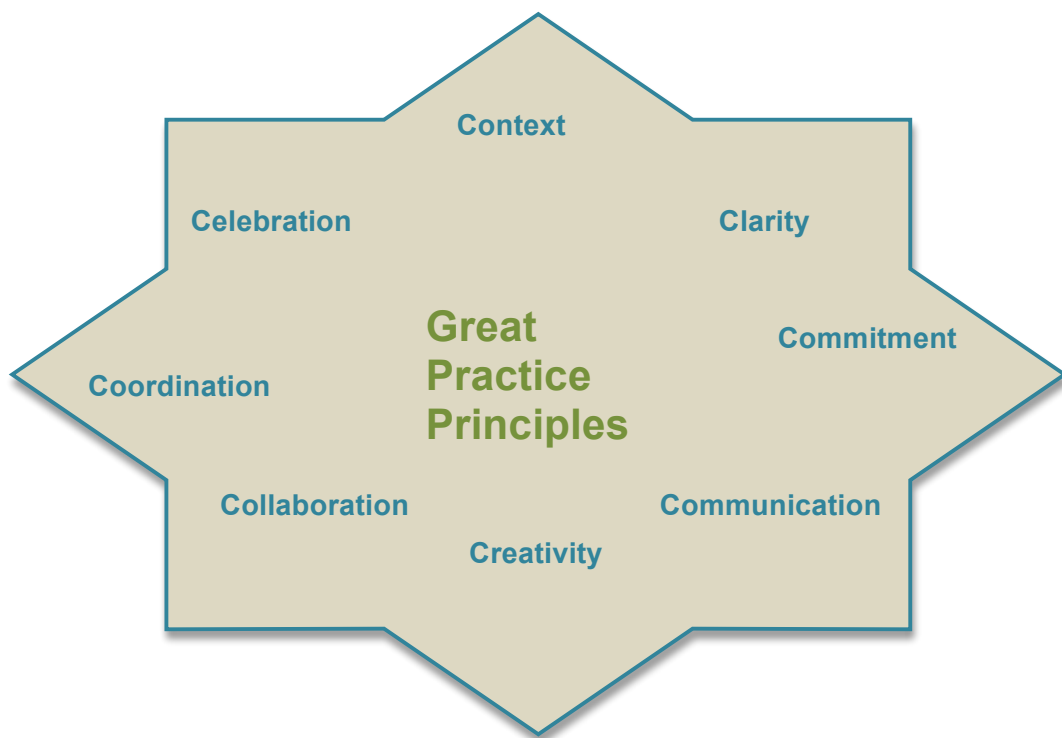 Context
Celebration
Clarity
Great
Practice
Principles
Commitment
Coordination
Collaboration
Communication
Creativity